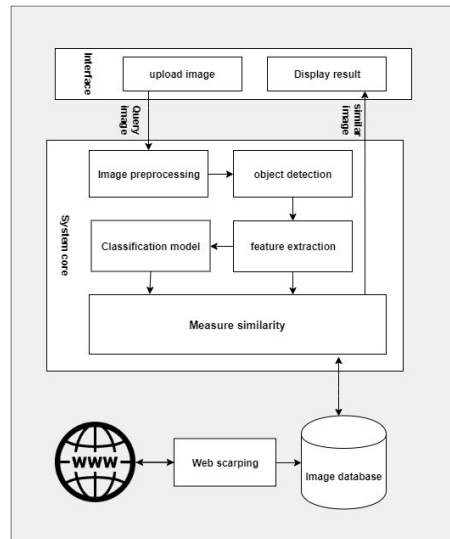 Interface
upload image
Display result
Query
image
similar
image
System core
Image preprocessing
object detection
Classification model
feature extraction
Measure similarity
WWW
Web scarping
Image database